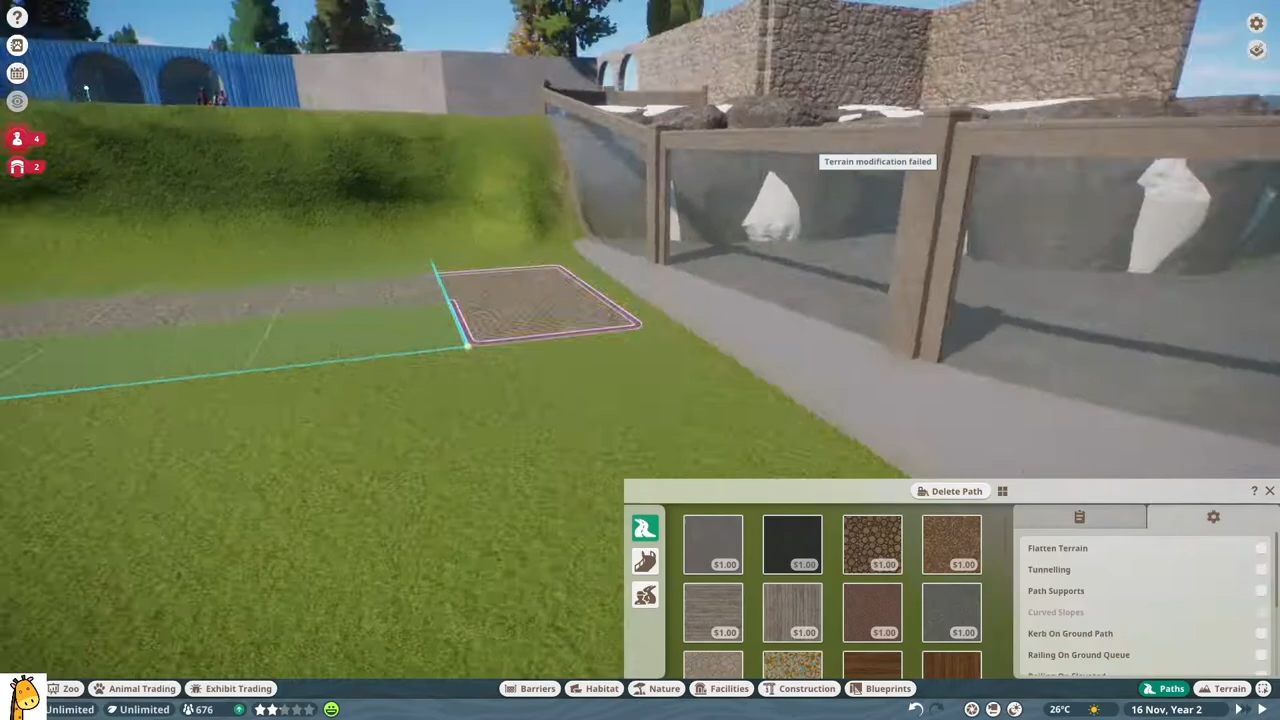 ?
4
2
Terrain modification failed
Delete Path
?
$1.00 $1.00 $1.00 $1.00
$1.00 $1.00 $1.00 $1.00
Flatten Terrain
Tunnelling
Path Supports
Curved Slopes
Kerb On Ground Path
Railing On Ground Queue
Zoo Animal Trading Exhibit Trading Barriers Habitat Nature Facilities Construction Blueprints Paths Terrain
Unlimited Unlimited 676 26°C 16 Nov, Year 2